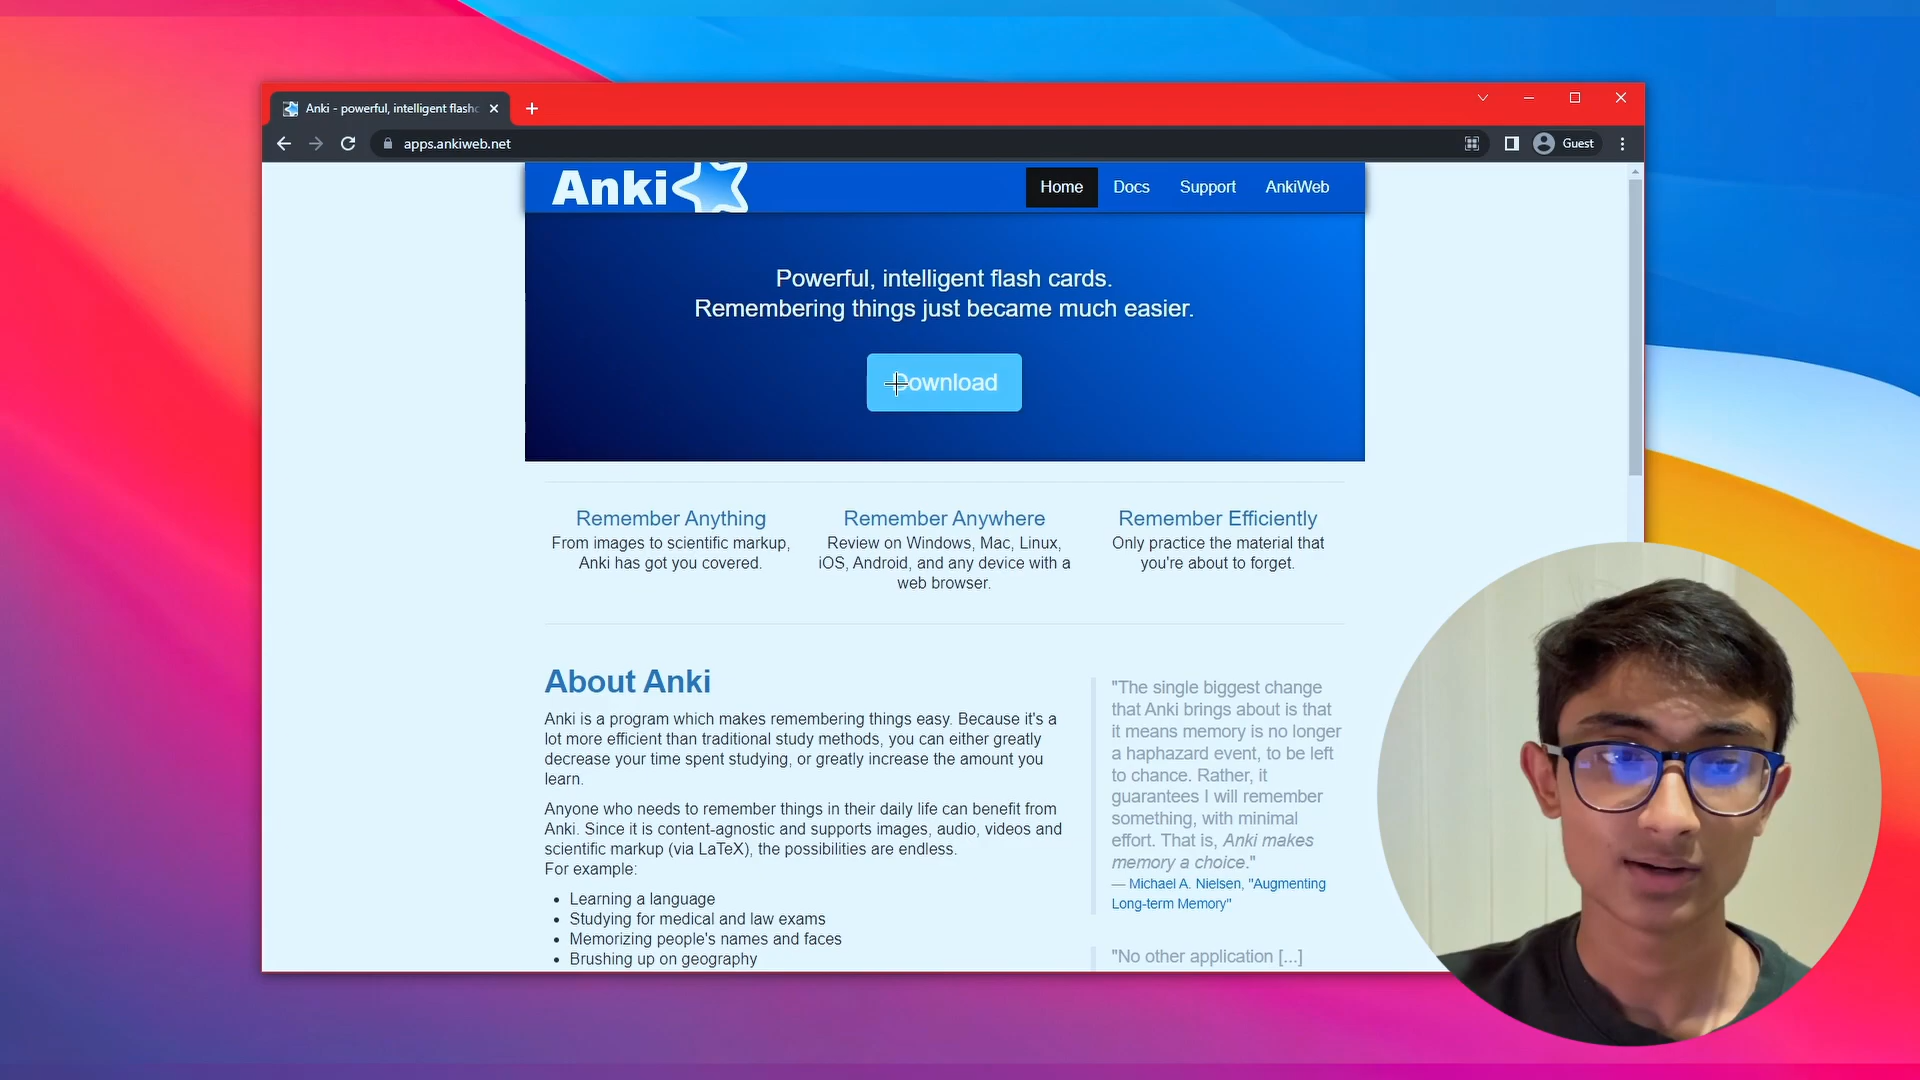 Anki - powerful, intelligent flashc
apps.ankiweb.net
Guest
Anki
Home
Docs
Support
AnkiWeb
Powerful, intelligent flash cards.
Remembering things just became much easier.
Download
Remember Anything
From images to scientific markup,
Anki has got you covered.
Remember Anywhere
Review on Windows, Mac, Linux,
iOS, Android, and any device with a
web browser.
Remember Efficiently
Only practice the material that
you're about to forget.
About Anki
Anki is a program which makes remembering things easy. Because it's a
lot more efficient than traditional study methods, you can either greatly
decrease your time spent studying, or greatly increase the amount you
learn.
Anyone who needs to remember things in their daily life can benefit from
Anki. Since it is content-agnostic and supports images, audio, videos and
scientific markup (via LaTeX), the possibilities are endless.
For example:
• Learning a language
• Studying for medical and law exams
• Memorizing people's names and faces
• Brushing up on geography
"The single biggest change
that Anki brings about is that
it means memory is no longer
a haphazard event, to be left
to chance. Rather, it
guarantees I will remember
something, with minimal
effort. That is, Anki makes
memory a choice."
— Michael A. Nielsen, "Augmenting
Long-term Memory"
"No other application [...]